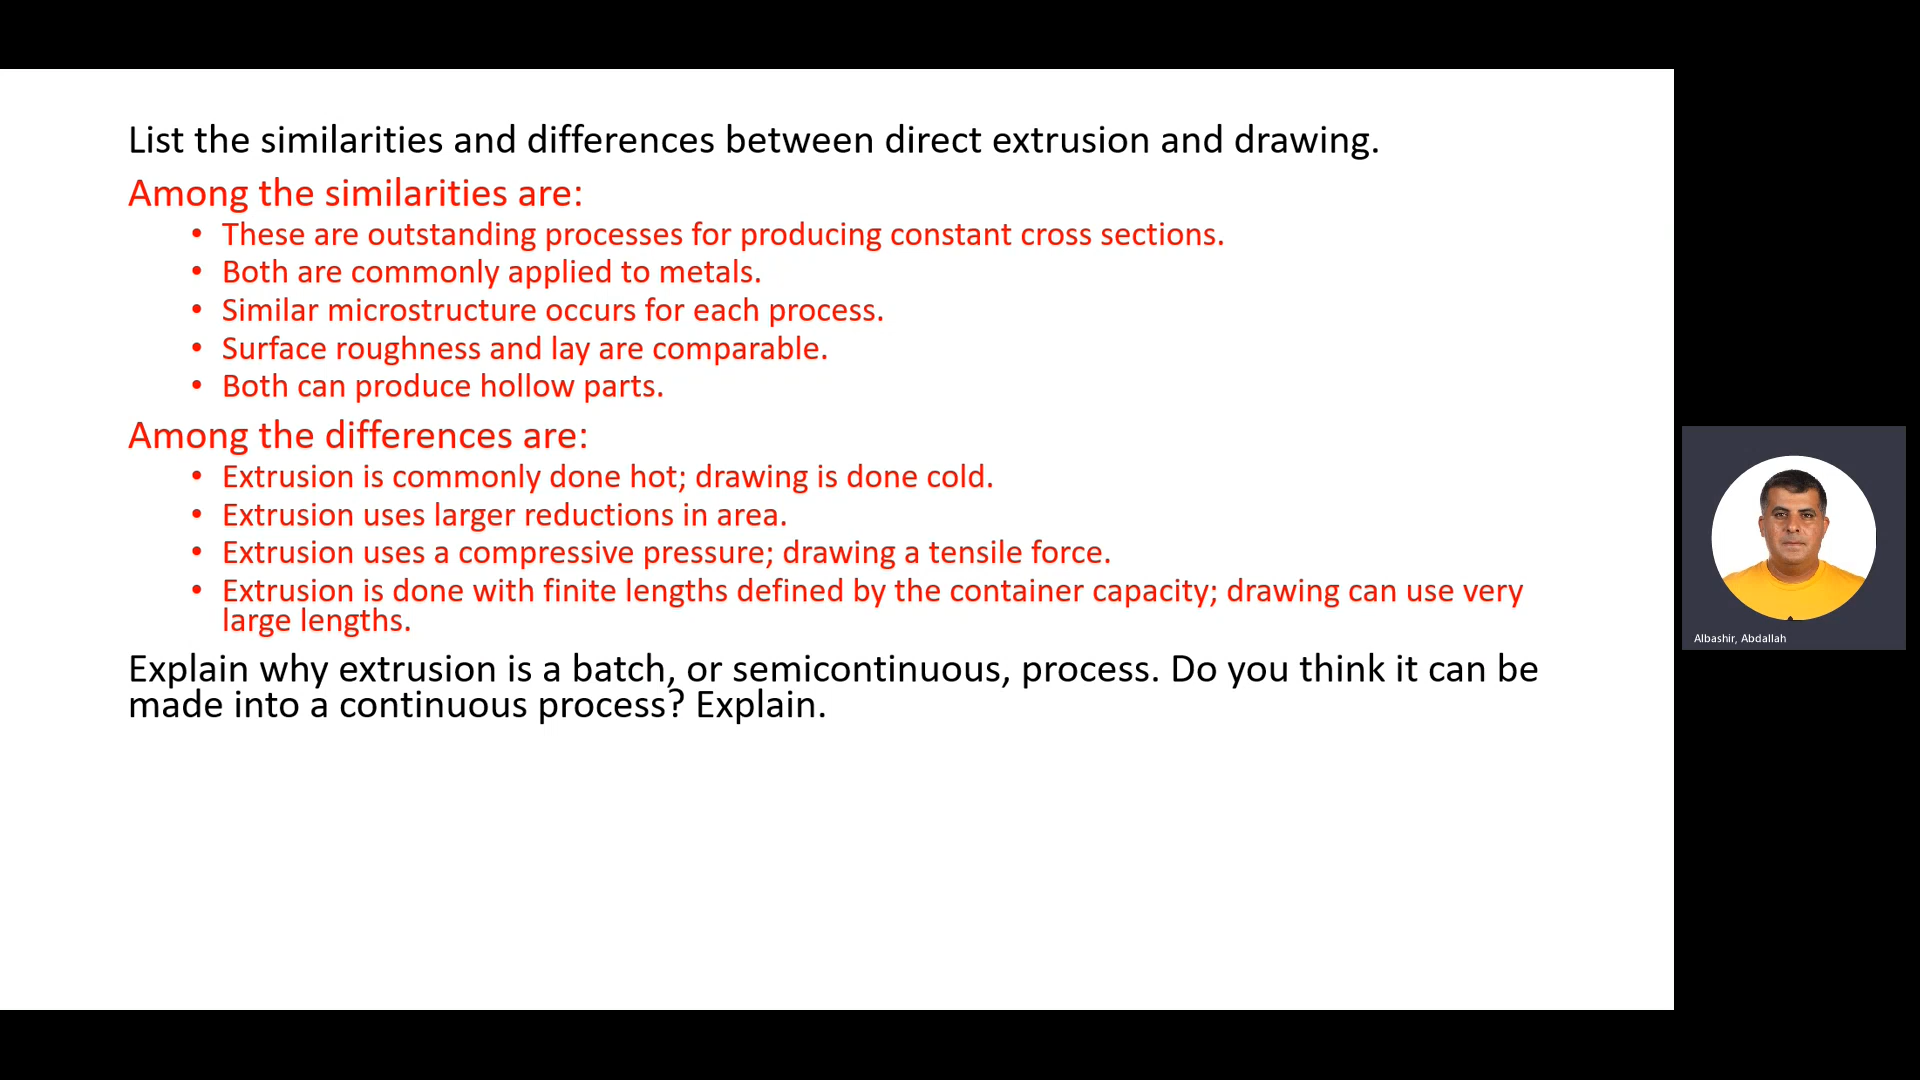 List the similarities and differences between direct extrusion and drawing.
Among the similarities are:
• These are outstanding processes for producing constant cross sections.
• Both are commonly applied to metals.
• Similar microstructure occurs for each process.
• Surface roughness and lay are comparable.
• Both can produce hollow parts.
Among the differences are:
• Extrusion is commonly done hot; drawing is done cold.
• Extrusion uses larger reductions in area.
• Extrusion uses a compressive pressure; drawing a tensile force.
• Extrusion is done with finite lengths defined by the container capacity; drawing can use very
large lengths.
Explain why extrusion is a batch, or semicontinuous, process. Do you think it can be
made into a continuous process? Explain.
Albashir, Abdallah